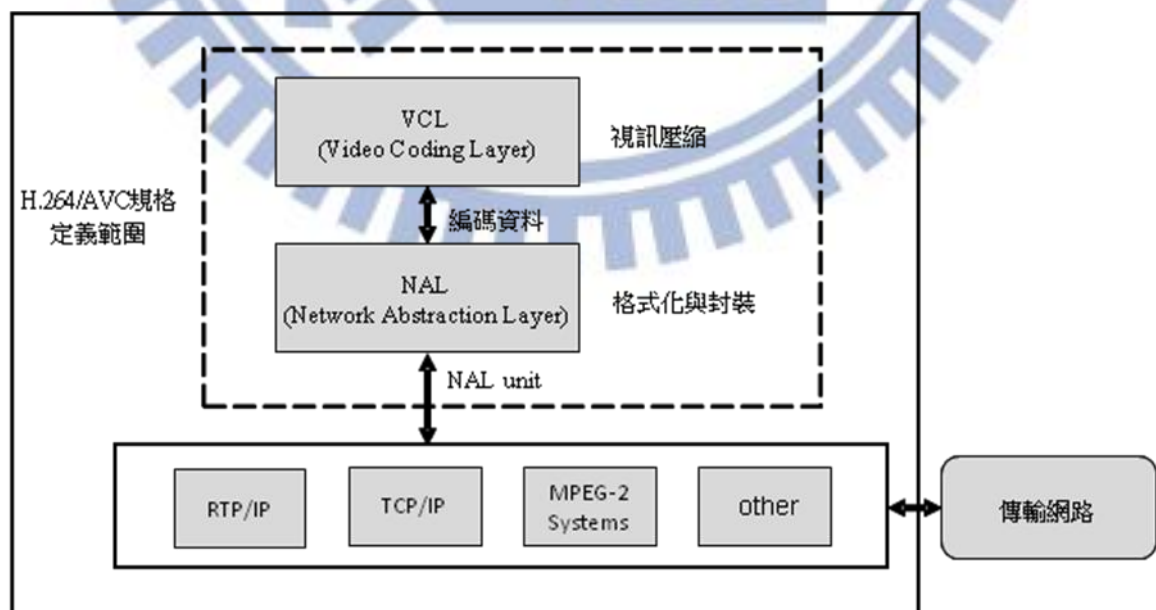 VCL
(Video Coding Layer)
視訊壓縮
H.264/AVC規格
定義範圍
編碼資料
NAL
(Network Abstraction Layer)
格式化與封裝
NAL unit
RTP/IP
TCP/IP
MPEG-2
Systems
other
傳輸網路